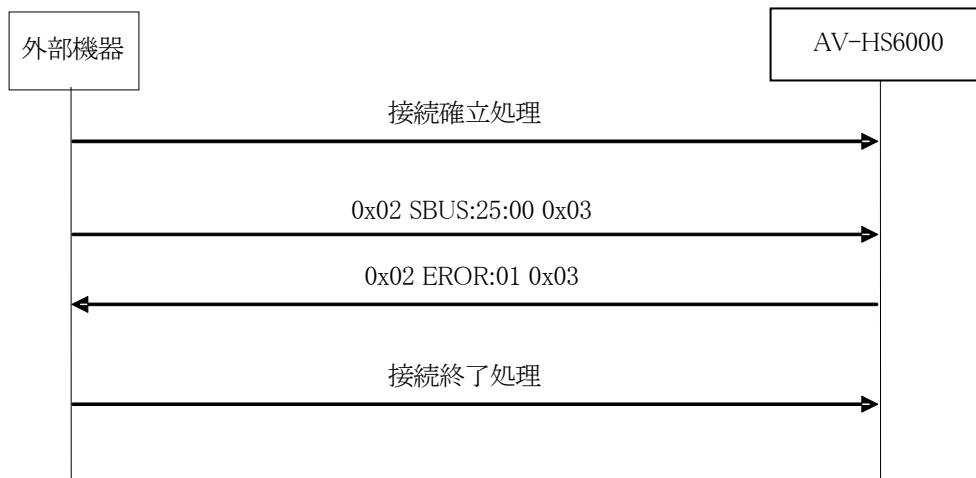 外部機器
AV-HS6000
接続確立処理
0x02 SBUS:25:00 0x03
0x02 EROR:01 0x03
接続終了処理